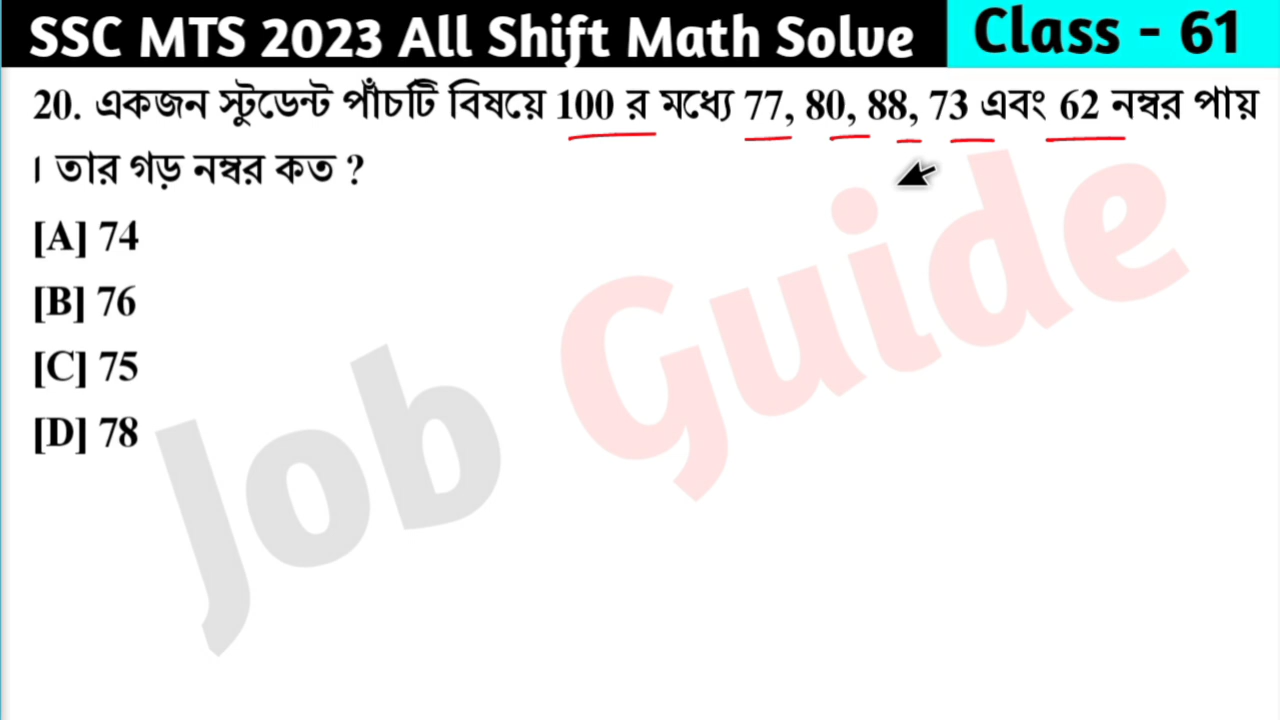 SSC MTS 2023 All Shift Math Solve
Class - 61
20. একজন স্টুডেন্ট পাঁচটি বিষয়ে 100 র মধ্যে 77, 80, 88, 73 এবং 62 নম্বর পায়
। তার গড় নম্বর কত ?
[A] 74
[B] 76
[C] 75
[D] 78
Job Guide